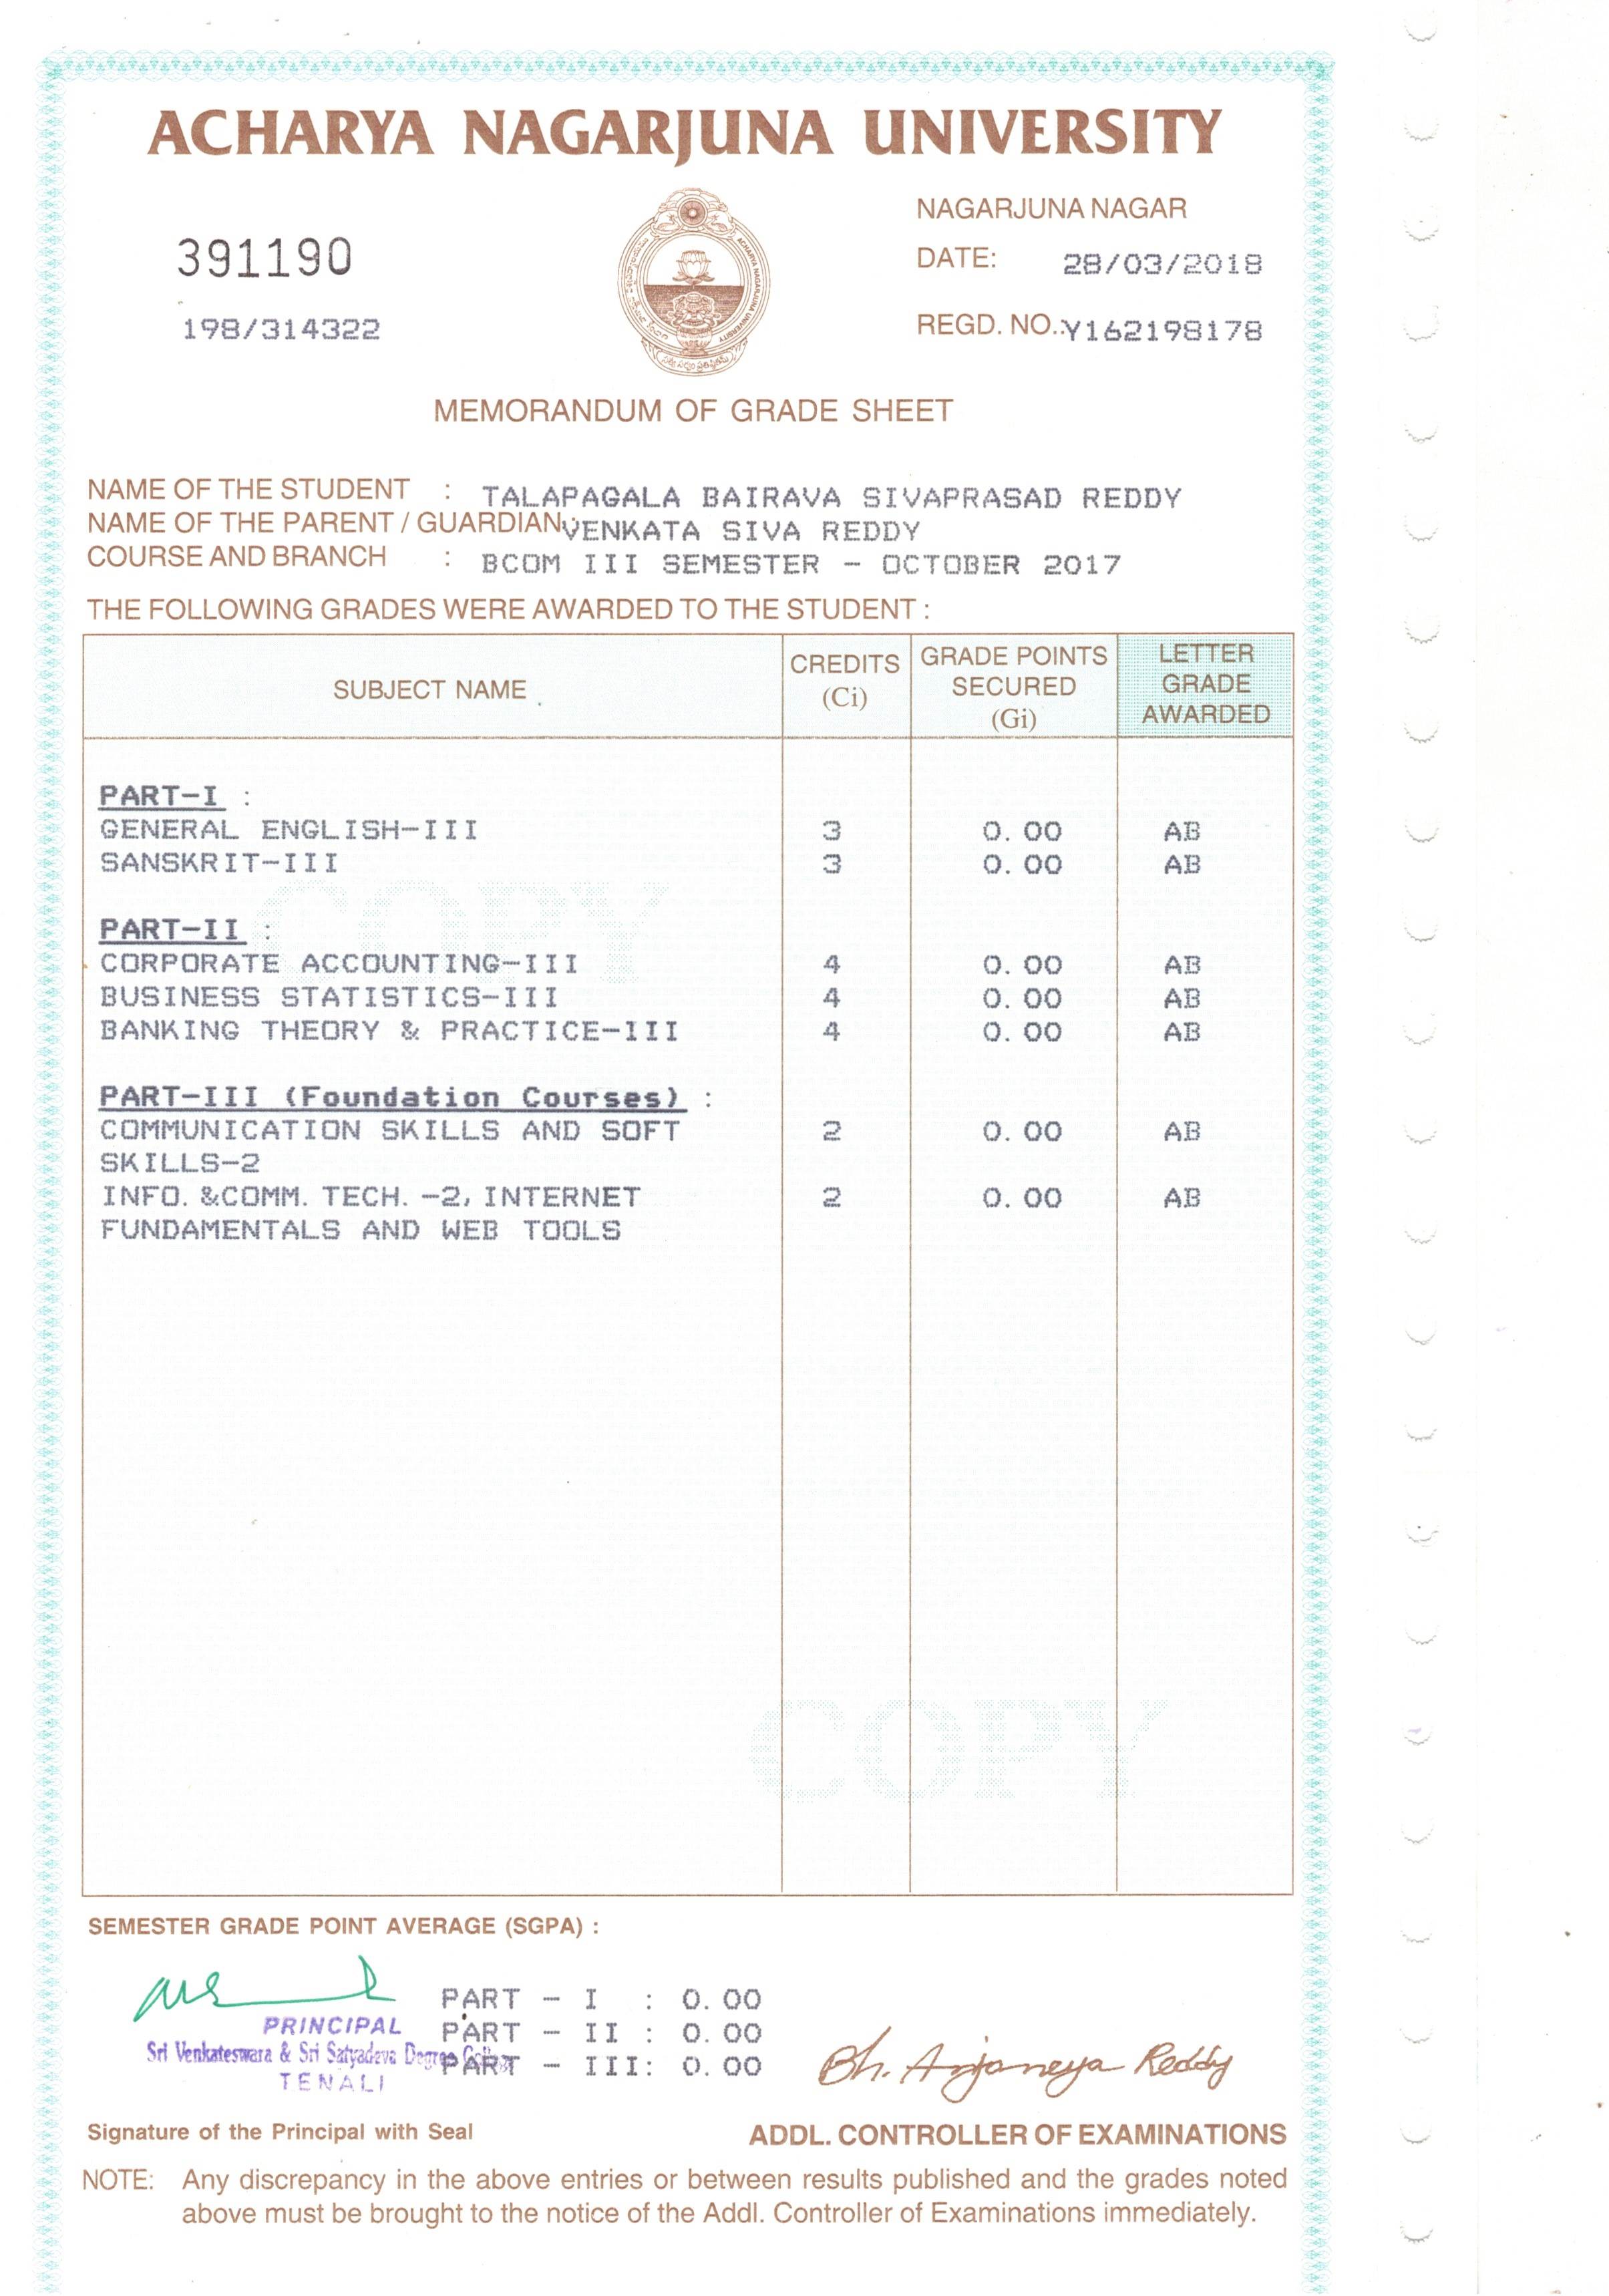 ACHARYA NAGARJUNA UNIVERSITY
391190
198/314322
ACHARYA NAGARJUNA UNIVERSITY
NAGARJUNA NAGAR
DATE: 28/03/2018
REGD. NO.:Y162198178
MEMORANDUM OF GRADE SHEET
NAME OF THE STUDENT : TALAPAGALA BAIRAVA SIVAPRASAD REDDY
NAME OF THE PARENT / GUARDIAN: VENKATA SIVA REDDY
COURSE AND BRANCH : BCOM III SEMESTER - OCTOBER 2017
THE FOLLOWING GRADES WERE AWARDED TO THE STUDENT :
SUBJECT NAME CREDITS (Ci) GRADE POINTS SECURED (Gi) LETTER GRADE AWARDED
PART-I :
GENERAL ENGLISH-III 3 0.00 AB
SANSKRIT-III 3 0.00 AB
COPY
PART-II :
CORPORATE ACCOUNTING-III 4 0.00 AB
BUSINESS STATISTICS-III 4 0.00 AB
BANKING THEORY & PRACTICE-III 4 0.00 AB
PART-III (Foundation Courses) :
COMMUNICATION SKILLS AND SOFT 2 0.00 AB
SKILLS-2
INFO. &COMM. TECH. -2, INTERNET 2 0.00 AB
FUNDAMENTALS AND WEB TOOLS
COPY
SEMESTER GRADE POINT AVERAGE (SGPA) :
PART - I : 0.00
PART - II : 0.00
PART - III: 0.00
PRINCIPAL
Sri Venkateswara & Sri Satyadeva Degree College
TENALI
Bh. Anjaneya Reddy
Signature of the Principal with Seal
ADDL. CONTROLLER OF EXAMINATIONS
NOTE: Any discrepancy in the above entries or between results published and the grades noted
above must be brought to the notice of the Addl. Controller of Examinations immediately.